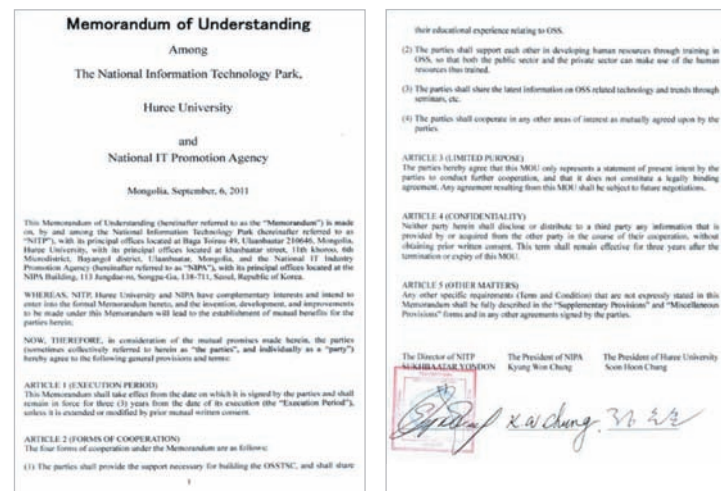 Memorandum of Understanding
Among
The National Information Technology Park,
Huree University
and
National IT Promotion Agency
Mongolia, September, 6, 2011
This Memorandum of Understanding (hereinafter referred to as the "Memorandum") is made
on, by and among the National Information Technology Park (hereinafter referred to as
"NITP"), with its principal offices located at Baga Toiruu 49, Ulaanbaatar 210646, Mongolia,
Huree University, with its principal offices located at khasbaatar street, 11th khoroo, 6th
Microdistrict, Bayangol district, Ulaanbaatar, Mongolia, and the National IT Industry
Promotion Agency (hereinafter referred to as "NIPA"), with its principal offices located at the
NIPA Building, 113 Jungdae-ro, Songpa-Gu, 138-711, Seoul, Republic of Korea.
WHEREAS, NITP, Huree University and NIPA have complementary interests and intend to
enter into the formal Memorandum hereto, and the invention, development, and improvements
to be made under this Memorandum will lead to the establishment of mutual benefits for the
parties herein;
NOW, THEREFORE, in consideration of the mutual promises made herein, the parties
(sometimes collectively referred to herein as "the parties", and individually as a "party")
hereby agree to the following general provisions and terms:
ARTICLE 1 (EXECUTION PERIOD)
This Memorandum shall take effect from the date on which it is signed by the parties and shall
remain in force for three (3) years from the date of its execution (the "Execution Period"),
unless it is extended or modified by prior mutual written consent.
ARTICLE 2 (FORMS OF COOPERATION)
The four forms of cooperation under the Memorandum are as follows:
(1) The parties shall provide the support necessary for building the OSSTSC, and shall share
1
their educational experience relating to OSS.
(2) The parties shall support each other in developing human resources through training in
OSS, so that both the public sector and the private sector can make use of the human
resources thus trained.
(3) The parties shall share the latest information on OSS related technology and trends through
seminars, etc.
(4) The parties shall cooperate in any other areas of interest as mutually agreed upon by the
parties.
ARTICLE 3 (LIMITED PURPOSE)
The parties hereby agree that this MOU only represents a statement of present intent by the
parties to conduct further cooperation, and that it does not constitute a legally binding
agreement. Any agreement resulting from this MOU shall be subject to future negotiations.
ARTICLE 4 (CONFIDENTIALITY)
Neither party herein shall disclose or distribute to a third party any information that is
provided by or acquired from the other party in the course of their cooperation, without
obtaining prior written consent. This term shall remain effective for three years after the
termination or expiry of this MOU.
ARTICLE 5 (OTHER MATTERS)
Any other specific requirements (Term and Condition) that are not expressly stated in this
Memorandum shall be fully described in the "Supplementary Provisions" and "Miscellaneous
Provisions" forms and in any other agreements signed by the parties.
The Director of NITP The President of NIPA The President of Huree University
SUKHBAATAR YONDON Kyung Won Chung Soon Hoon Chung
K.W Chung